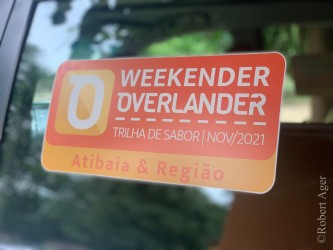 WEEKENDER
OVERLANDER
TRILHA DE SABOR | NOV/2021
Atibaia & Região
©Robert Ager